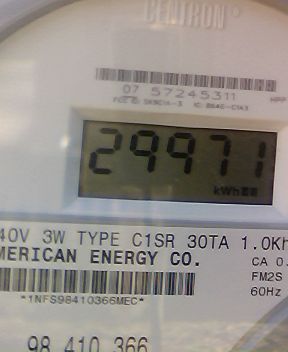 CENTRON®
07 57245311
29971
kWh
40V 3W TYPE C1SR 30TA 1.0Kh
MERICAN ENERGY CO.
CA 0.
FM2S
60Hz
*1NFS98410366MEC*
98 410 366